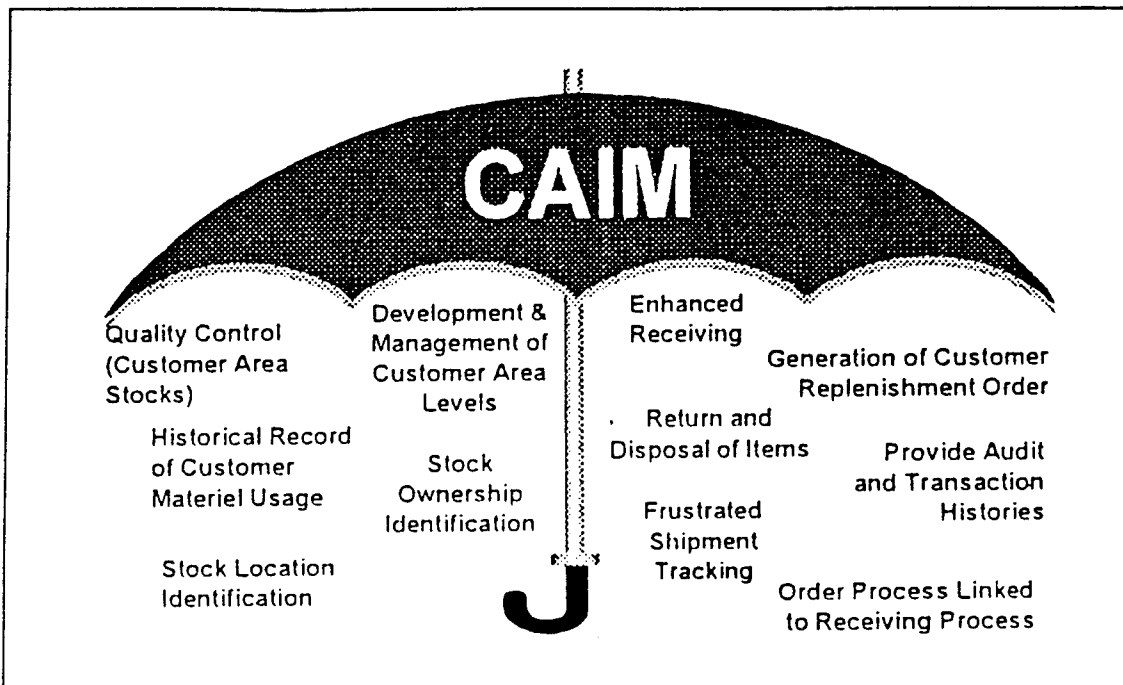 CAIM
Quality Control
(Customer Area
Stocks)
Historical Record
of Customer
Materiel Usage
Stock Location
Identification
Development &
Management of
Customer Area
Levels
Stock
Ownership
Identification
Enhanced
Receiving
Return and
Disposal of Items
Frustrated
Shipment
Tracking
Generation of Customer
Replenishment Order
Provide Audit
and Transaction
Histories
Order Process Linked
to Receiving Process